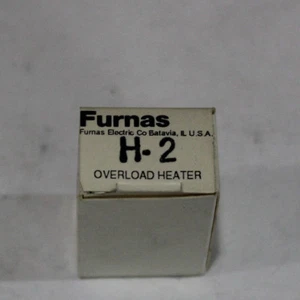 Furnas
Furnas Electric Co Batavia, IL U.S.A.
H-2
OVERLOAD HEATER